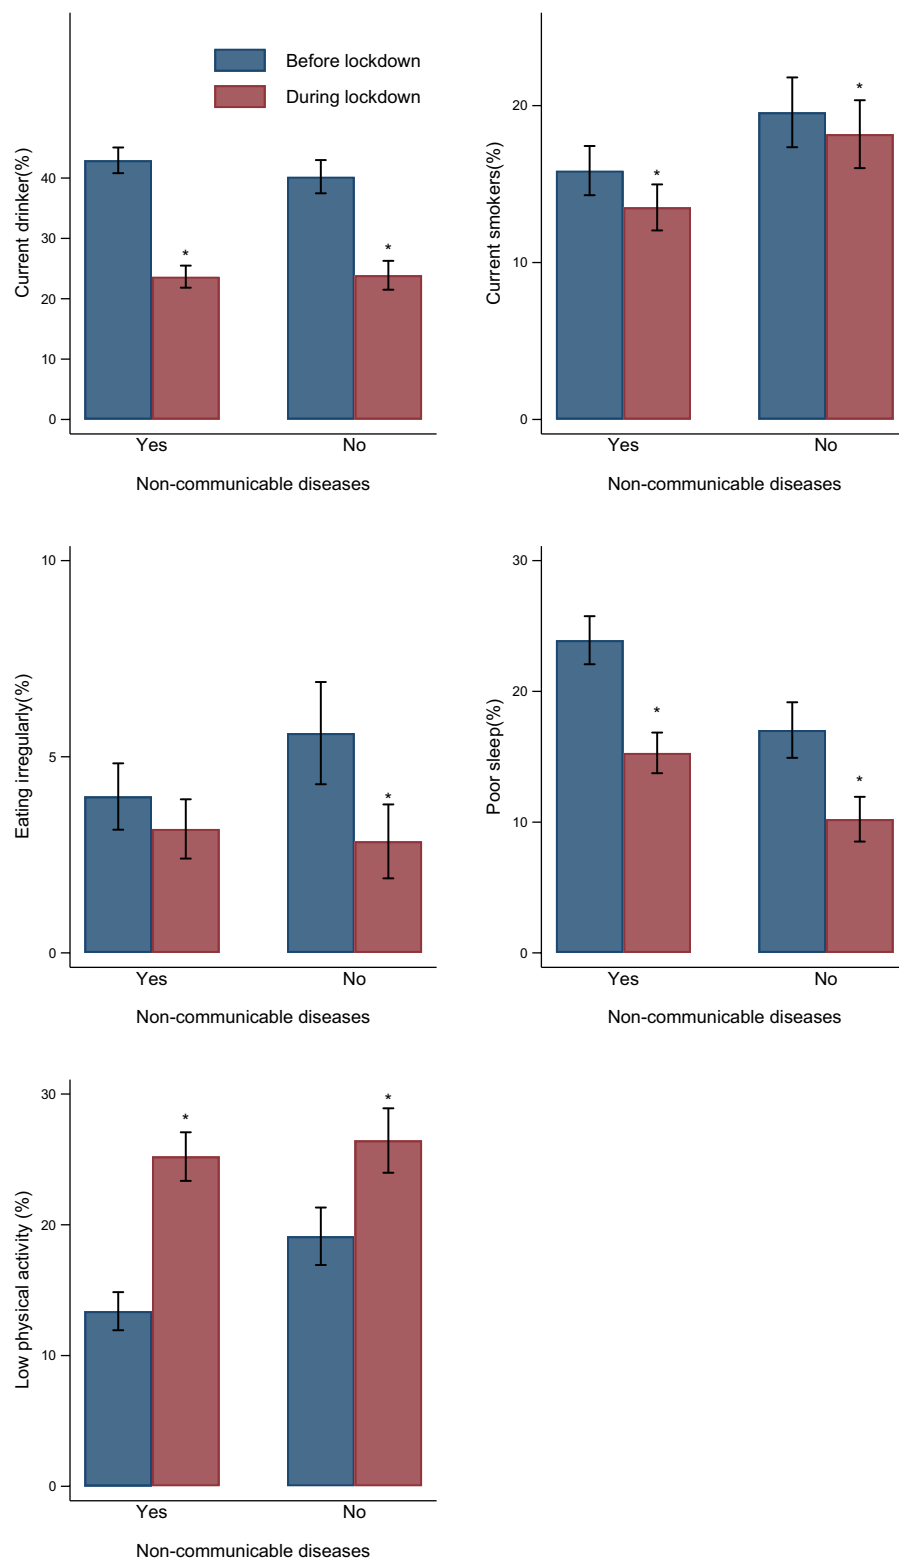 Before lockdown
During lockdown
Current drinker(%)
40
30
20
10
0
*
*
Yes
No
Non-communicable diseases
Current smokers(%)
20
10
0
*
*
Yes
No
Non-communicable diseases
Eating irregularly(%)
10
5
0
*
Yes
No
Non-communicable diseases
Poor sleep(%)
30
20
10
0
*
*
Yes
No
Non-communicable diseases
Low physical activity (%)
30
20
10
0
*
*
Yes
No
Non-communicable diseases